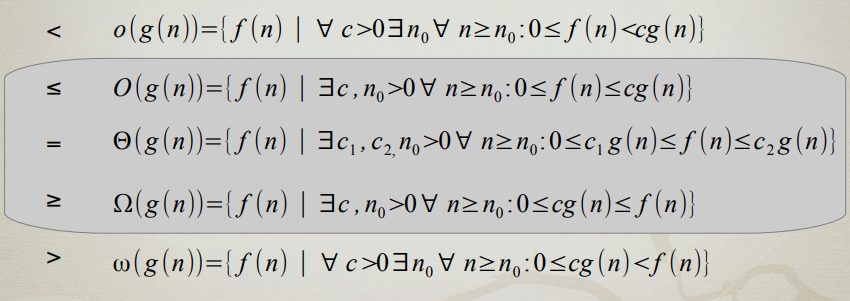 < o(g(n))={f(n) | ∀ c>0∃n₀∀ n≥n₀:0≤f(n)<cg(n)}
≤ O(g(n))={f(n) | ∃c,n₀>0∀ n≥n₀:0≤f(n)≤cg(n)}
= Θ(g(n))={f(n) | ∃c₁,c₂,n₀>0∀ n≥n₀:0≤c₁g(n)≤f(n)≤c₂g(n)}
≥ Ω(g(n))={f(n) | ∃c,n₀>0∀ n≥n₀:0≤cg(n)≤f(n)}
> ω(g(n))={f(n) | ∀ c>0∃n₀∀ n≥n₀:0≤cg(n)<f(n)}